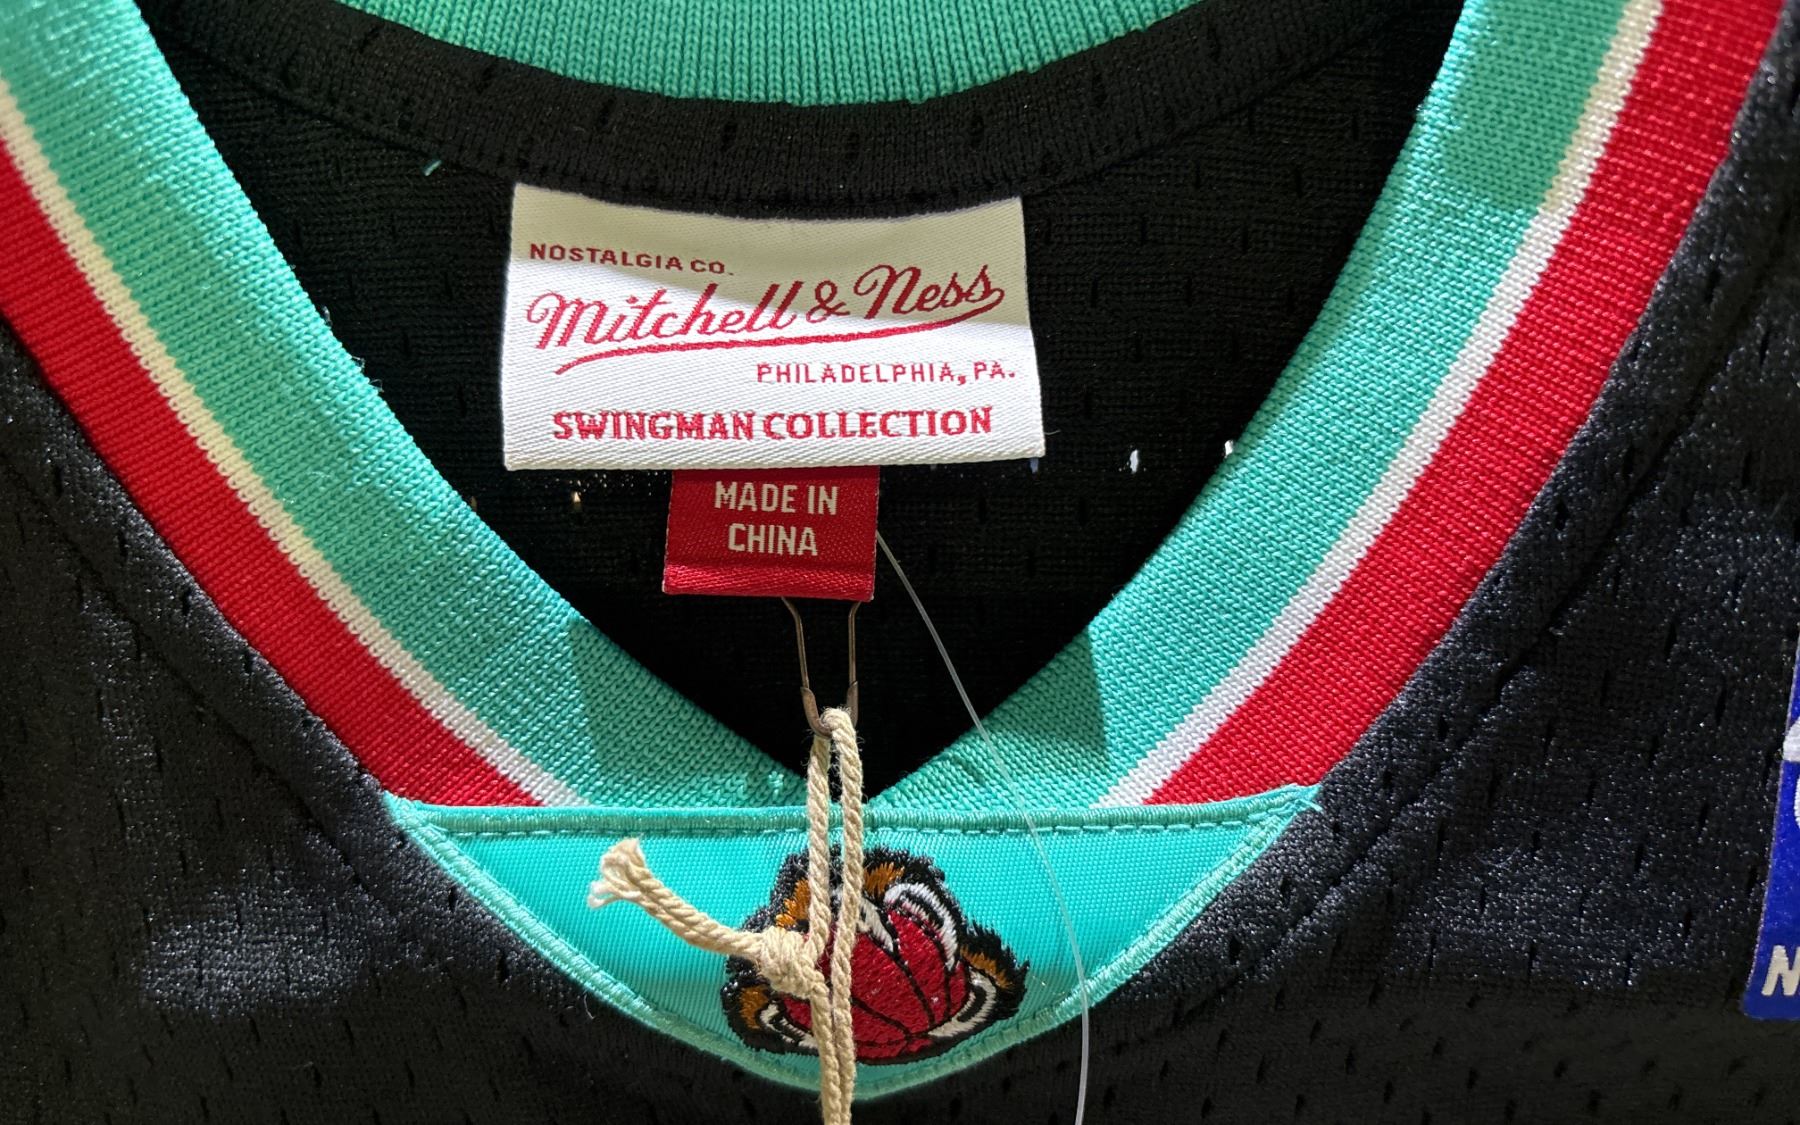 NOSTALGIA CO.
Mitchell & Ness
PHILADELPHIA, PA.
SWINGMAN COLLECTION
MADE IN
CHINA
N